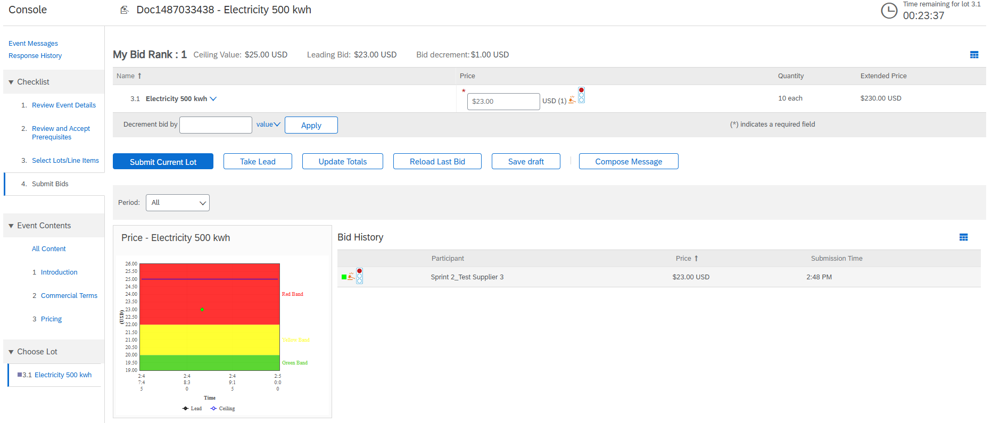 Console
Doc1487033438 - Electricity 500 kwh
Time remaining for lot 3.1
00:23:37
Event Messages
Response History
▼ Checklist
1. Review Event Details
2. Review and Accept
Prerequisites
3. Select Lots/Line Items
4. Submit Bids
▼ Event Contents
All Content
1 Introduction
2 Commercial Terms
3 Pricing
▼ Choose Lot
3.1 Electricity 500 kwh
My Bid Rank : 1 Ceiling Value: $25.00 USD Leading Bid: $23.00 USD Bid decrement: $1.00 USD
Name ↑ Price Quantity Extended Price
3.1 Electricity 500 kwh * $23.00 USD (1) 10 each $230.00 USD
Decrement bid by value Apply (*) indicates a required field
Submit Current Lot Take Lead Update Totals Reload Last Bid Save draft Compose Message
Period: All
Price - Electricity 500 kwh
26.00
25.50
25.00
24.50
24.00
23.50
23.00
22.50
22.00
21.50
21.00
20.50
20.00
19.50
19.00
(USD)
Red Band
Yellow Band
Green Band
2:4 2:4 2:4 2:5
7:4 8:3 9:1 0:0
5 0 5 0
Time
Lead Ceiling
Bid History
Participant Price ↑ Submission Time
Sprint 2_Test Supplier 3 $23.00 USD 2:48 PM